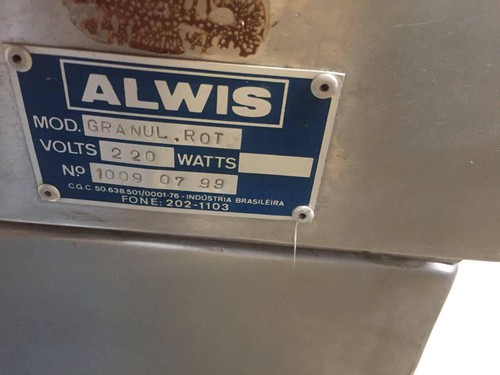 ALWIS
MOD. GRANUL.ROT
VOLTS 220 WATTS
Nº 1009 07 99
C.G.C. 50.638.501/0001-76 - INDÚSTRIA BRASILEIRA
FONE: 202-1103